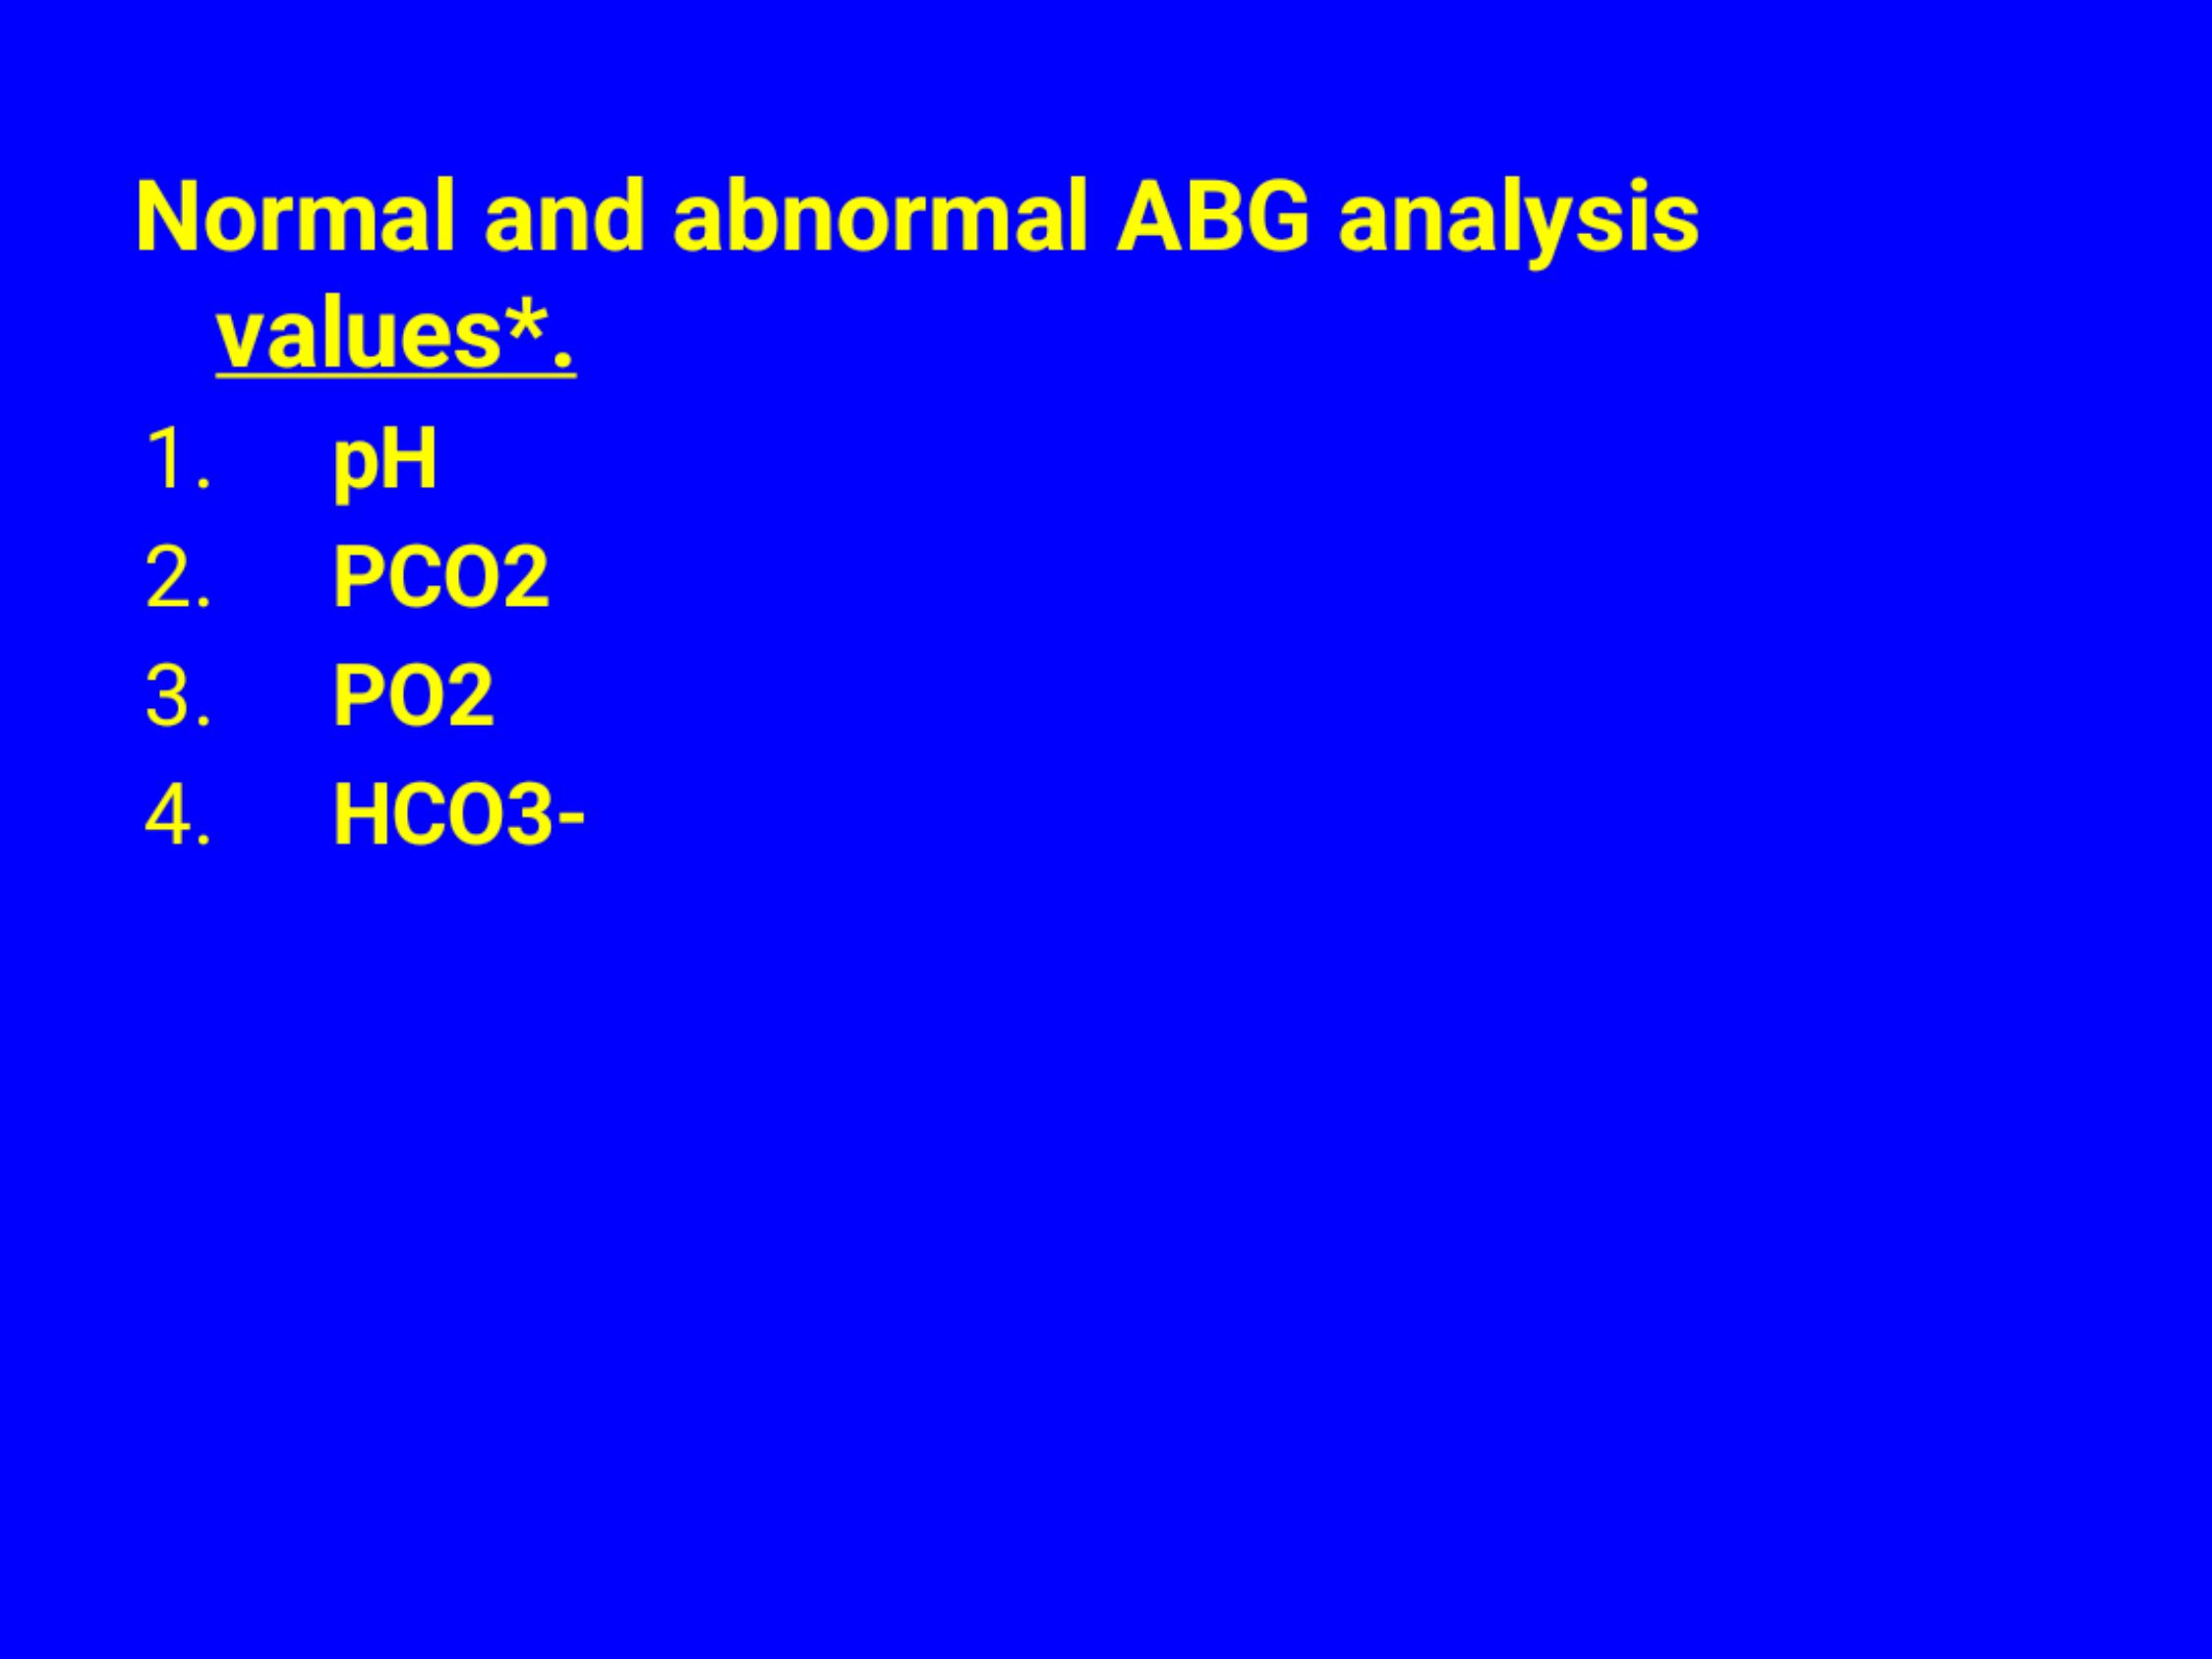 Normal and abnormal ABG analysis
values*.
1. pH
2. PCO2
3. PO2
4. HCO3-